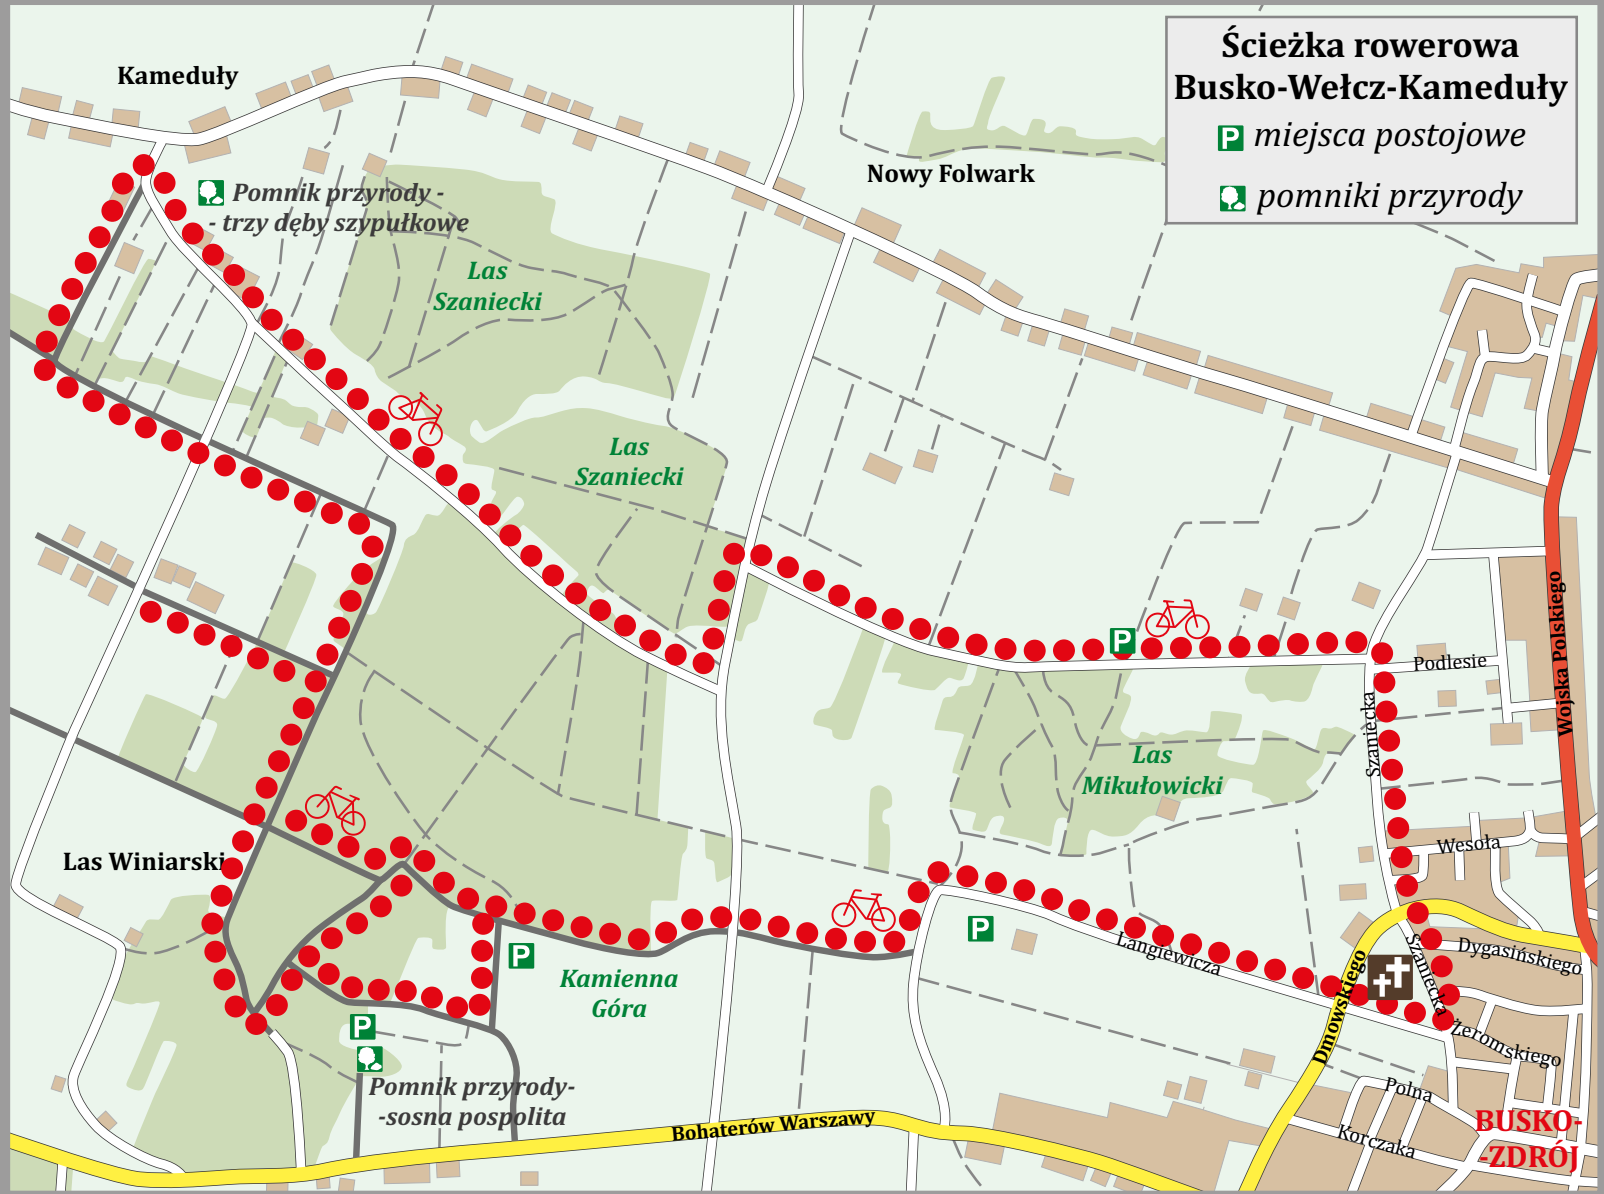 Ścieżka rowerowa
Busko-Wełcz-Kameduły
P miejsca postojowe
pomniki przyrody
Kameduły
Nowy Folwark
Pomnik przyrody -
- trzy dęby szypułkowe
Las
Szaniecki
Las
Szaniecki
P
Podlesie
Wojska Polskiego
Szaniecka
Las
Mikułowicki
Wesoła
Las Winiarski
P
P
Langiewicza
Dmowskiego
Szaniecka
Dygasińskiego
Kamienna
Góra
P
Żeromskiego
Pomnik przyrody-
-sosna pospolita
Polna
Bohaterów Warszawy
Korczaka
BUSKO-
-ZDRÓJ